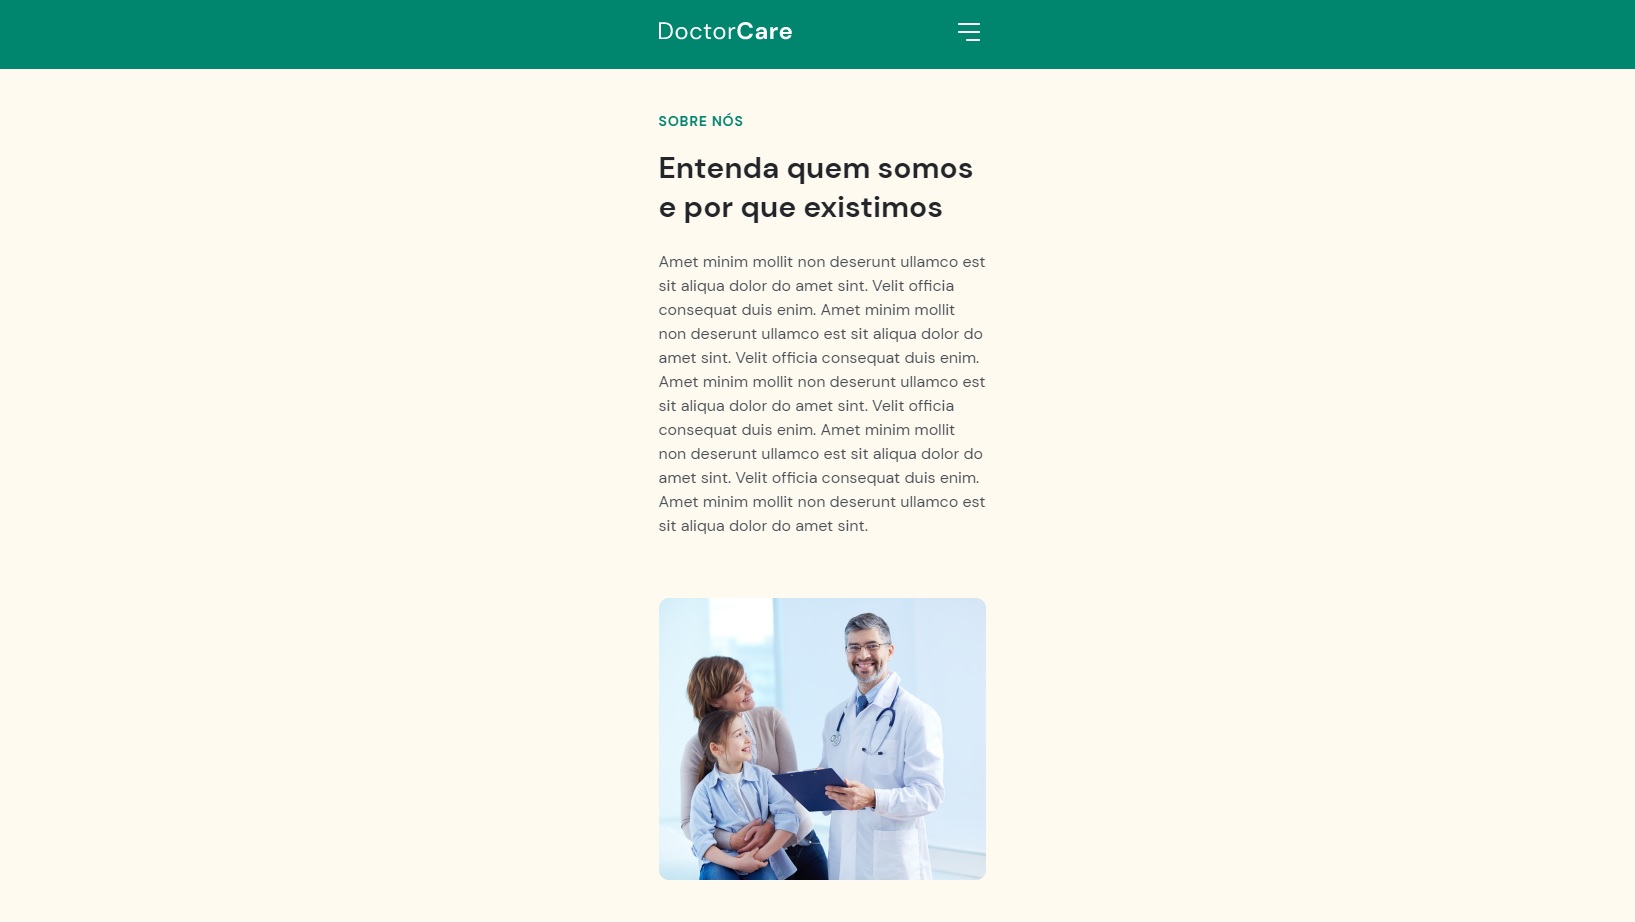 DoctorCare
SOBRE NÓS
Entenda quem somos
e por que existimos
Amet minim mollit non deserunt ullamco est
sit aliqua dolor do amet sint. Velit officia
consequat duis enim. Amet minim mollit
non deserunt ullamco est sit aliqua dolor do
amet sint. Velit officia consequat duis enim.
Amet minim mollit non deserunt ullamco est
sit aliqua dolor do amet sint. Velit officia
consequat duis enim. Amet minim mollit
non deserunt ullamco est sit aliqua dolor do
amet sint. Velit officia consequat duis enim.
Amet minim mollit non deserunt ullamco est
sit aliqua dolor do amet sint.